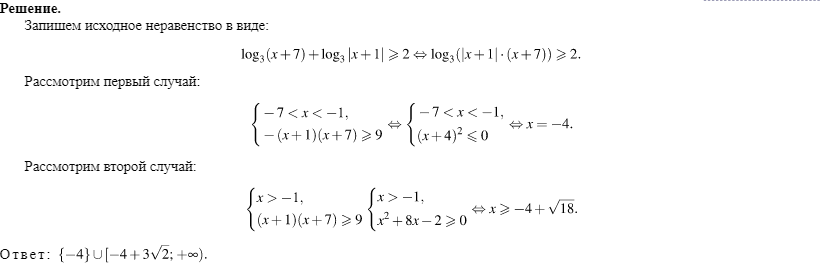 Решение.
Запишем исходное неравенство в виде:
log₃(x+7)+log₃|x+1| ⩾ 2 ⇔ log₃(|x+1|·(x+7)) ⩾ 2.
Рассмотрим первый случай:
{ −7 < x < −1, −(x+1)(x+7) ⩾ 9 ⇔ { −7 < x < −1, (x+4)² ⩽ 0 ⇔ x = −4.
Рассмотрим второй случай:
{ x > −1, (x+1)(x+7) ⩾ 9 { x > −1, x²+8x−2 ⩾ 0 ⇔ x ⩾ −4+√18.
Ответ: {−4}∪[−4+3√2; +∞).